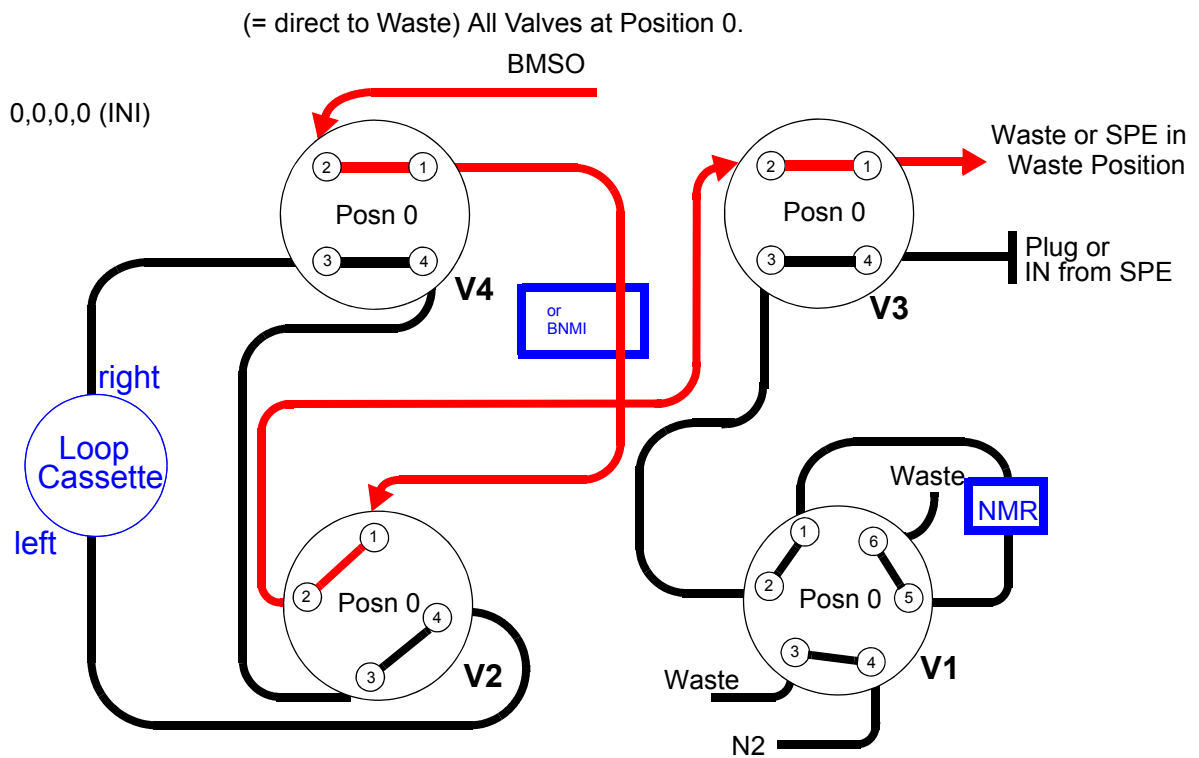 (= direct to Waste) All Valves at Position 0.
BMSO
0,0,0,0 (INI)
2 1
Posn 0
3 4
V4
2 1
Posn 0
3 4
V3
Waste or SPE in
Waste Position
Plug or
IN from SPE
or
BNMI
right
Loop
Cassette
left
1
2
Posn 0
4
3
V2
Waste
NMR
1
6
2
Posn 0
5
3
4
V1
Waste
N2